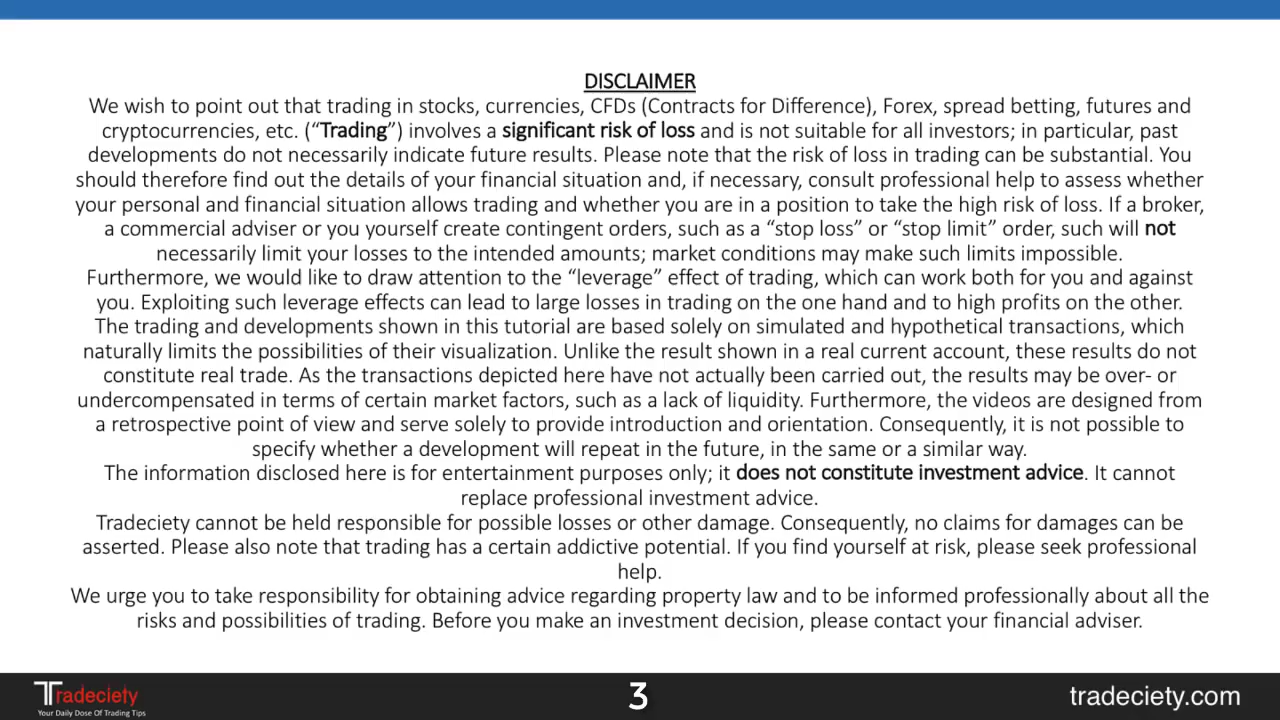 DISCLAIMER
We wish to point out that trading in stocks, currencies, CFDs (Contracts for Difference), Forex, spread betting, futures and
cryptocurrencies, etc. (“Trading”) involves a significant risk of loss and is not suitable for all investors; in particular, past
developments do not necessarily indicate future results. Please note that the risk of loss in trading can be substantial. You
should therefore find out the details of your financial situation and, if necessary, consult professional help to assess whether
your personal and financial situation allows trading and whether you are in a position to take the high risk of loss. If a broker,
a commercial adviser or you yourself create contingent orders, such as a “stop loss” or “stop limit” order, such will not
necessarily limit your losses to the intended amounts; market conditions may make such limits impossible.
Furthermore, we would like to draw attention to the “leverage” effect of trading, which can work both for you and against
you. Exploiting such leverage effects can lead to large losses in trading on the one hand and to high profits on the other.
The trading and developments shown in this tutorial are based solely on simulated and hypothetical transactions, which
naturally limits the possibilities of their visualization. Unlike the result shown in a real current account, these results do not
constitute real trade. As the transactions depicted here have not actually been carried out, the results may be over- or
undercompensated in terms of certain market factors, such as a lack of liquidity. Furthermore, the videos are designed from
a retrospective point of view and serve solely to provide introduction and orientation. Consequently, it is not possible to
specify whether a development will repeat in the future, in the same or a similar way.
The information disclosed here is for entertainment purposes only; it does not constitute investment advice. It cannot
replace professional investment advice.
Tradeciety cannot be held responsible for possible losses or other damage. Consequently, no claims for damages can be
asserted. Please also note that trading has a certain addictive potential. If you find yourself at risk, please seek professional
help.
We urge you to take responsibility for obtaining advice regarding property law and to be informed professionally about all the
risks and possibilities of trading. Before you make an investment decision, please contact your financial adviser.
Tradeciety
Your Daily Dose Of Trading Tips
3
tradeciety.com